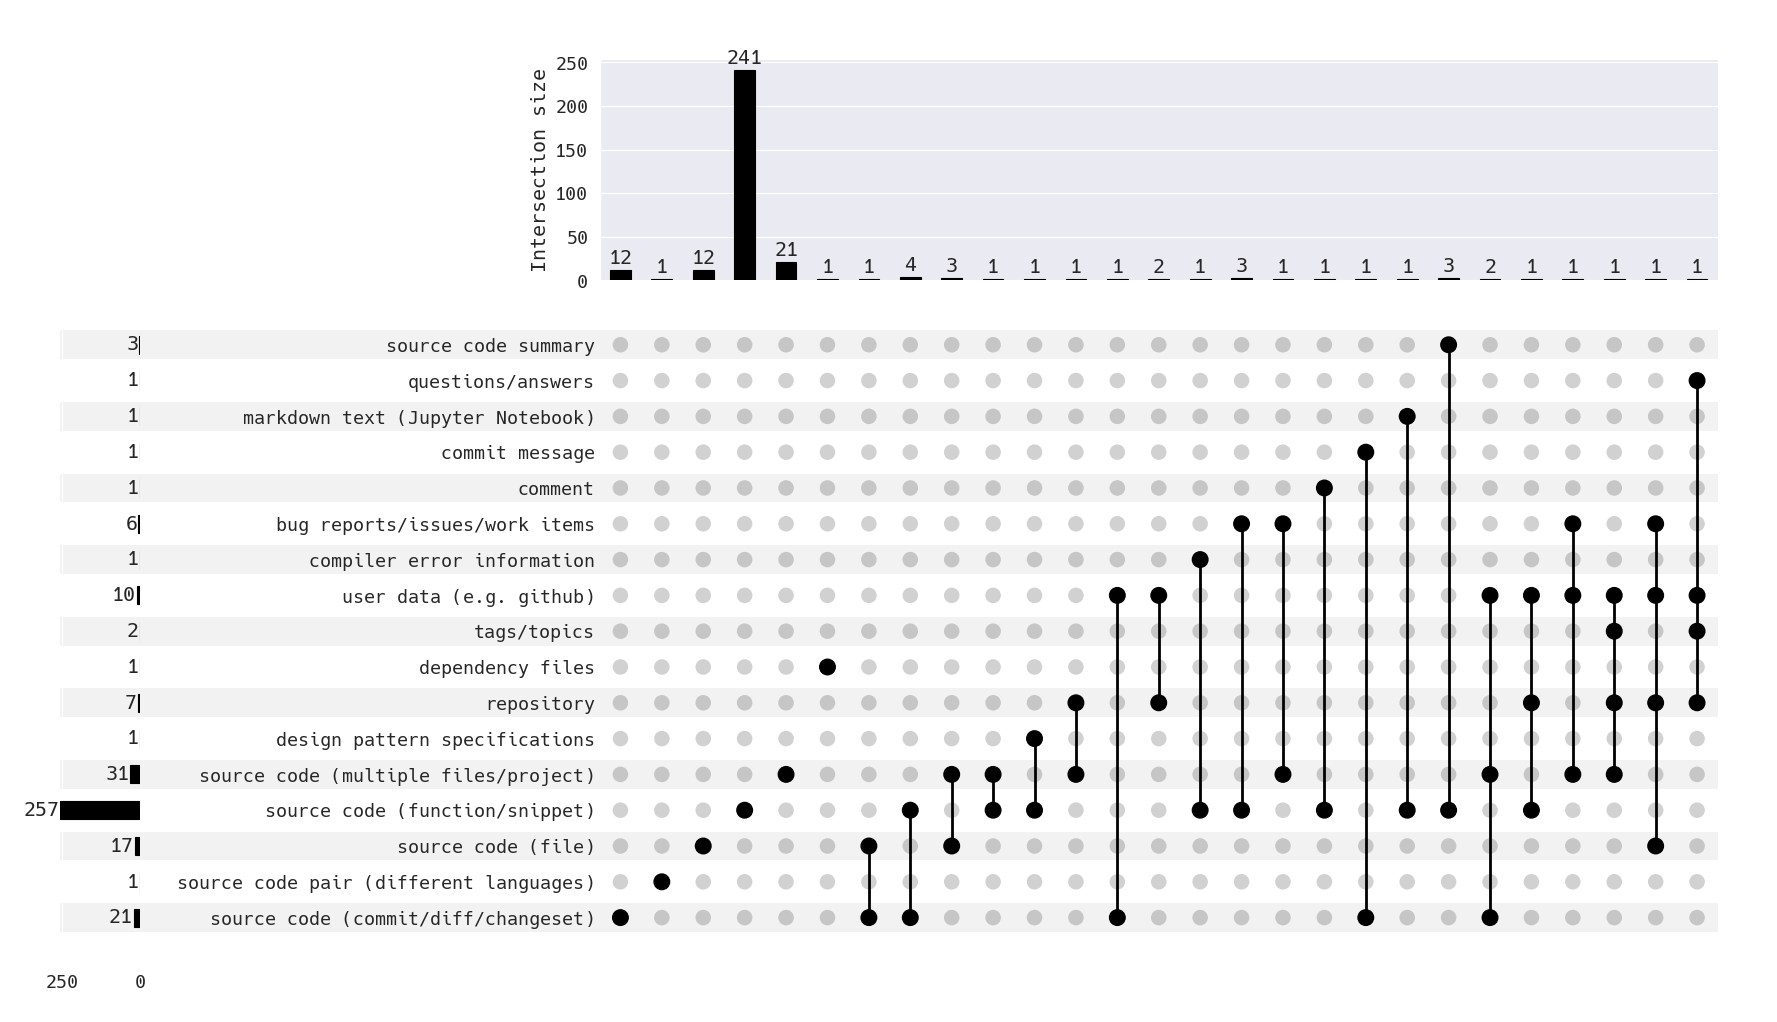 Intersection size
250
200
150
100
50
0
12 1 12 241 21 1 1 4 3 1 1 1 1 2 1 3 1 1 1 1 3 2 1 1 1 1 1
3 source code summary
1 questions/answers
1 markdown text (Jupyter Notebook)
1 commit message
1 comment
6 bug reports/issues/work items
1 compiler error information
10 user data (e.g. github)
2 tags/topics
1 dependency files
7 repository
1 design pattern specifications
31 source code (multiple files/project)
257 source code (function/snippet)
17 source code (file)
1 source code pair (different languages)
21 source code (commit/diff/changeset)
250 0